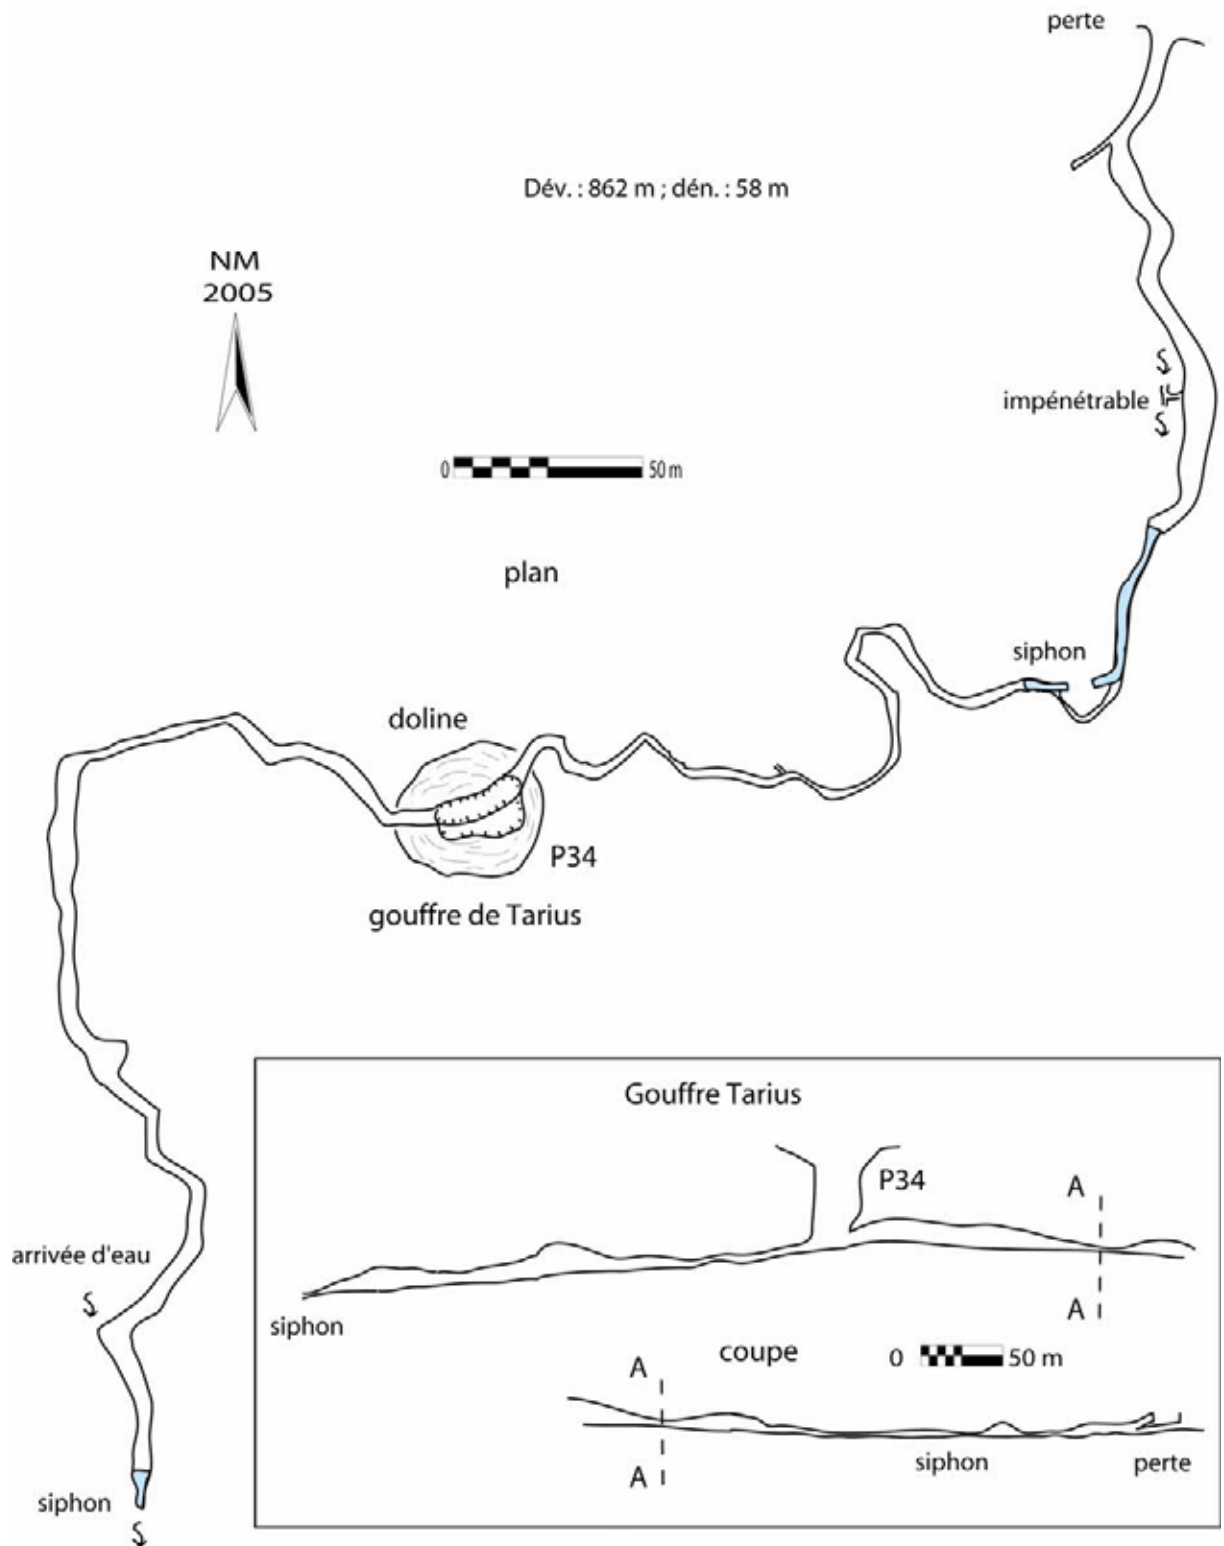 perte
Dév. : 862 m ; dén. : 58 m
NM
2005
impénétrable
0
50 m
plan
siphon
doline
P34
gouffre de Tarius
Gouffre Tarius
P34
A
arrivée d'eau
A
siphon
coupe
0
50 m
A
A
siphon
perte
siphon